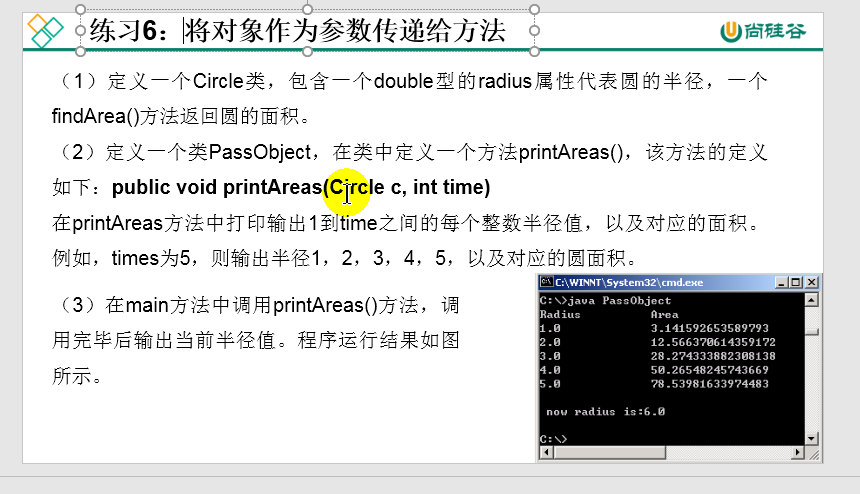 练习6：将对象作为参数传递给方法
尚硅谷
（1）定义一个Circle类，包含一个double型的radius属性代表圆的半径，一个
findArea()方法返回圆的面积。
（2）定义一个类PassObject，在类中定义一个方法printAreas()，该方法的定义
如下：public void printAreas(Circle c, int time)
在printAreas方法中打印输出1到time之间的每个整数半径值，以及对应的面积。
例如，times为5，则输出半径1，2，3，4，5，以及对应的圆面积。
（3）在main方法中调用printAreas()方法，调
用完毕后输出当前半径值。程序运行结果如图
所示。
C:\WINNT\System32\cmd.exe
C:\>java PassObject
Radius Area
1.0 3.141592653589793
2.0 12.566370614359172
3.0 28.274333882308138
4.0 50.26548245743669
5.0 78.53981633974483
now radius is:6.0
C:\>